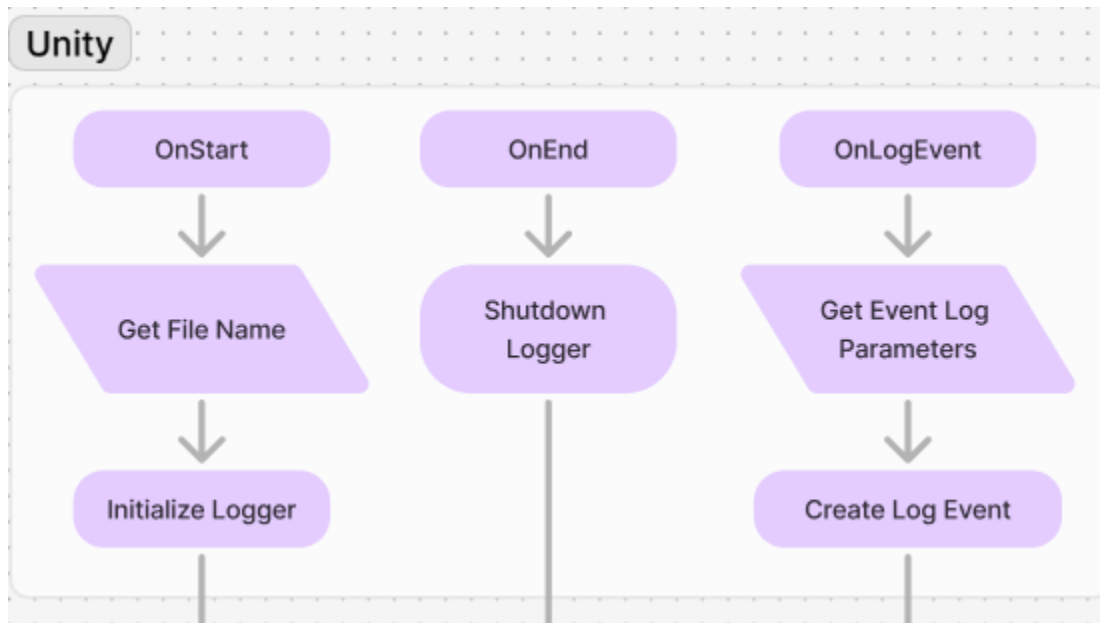 Unity
OnStart
OnEnd
OnLogEvent
Get File Name
Shutdown
Logger
Get Event Log
Parameters
Initialize Logger
Create Log Event